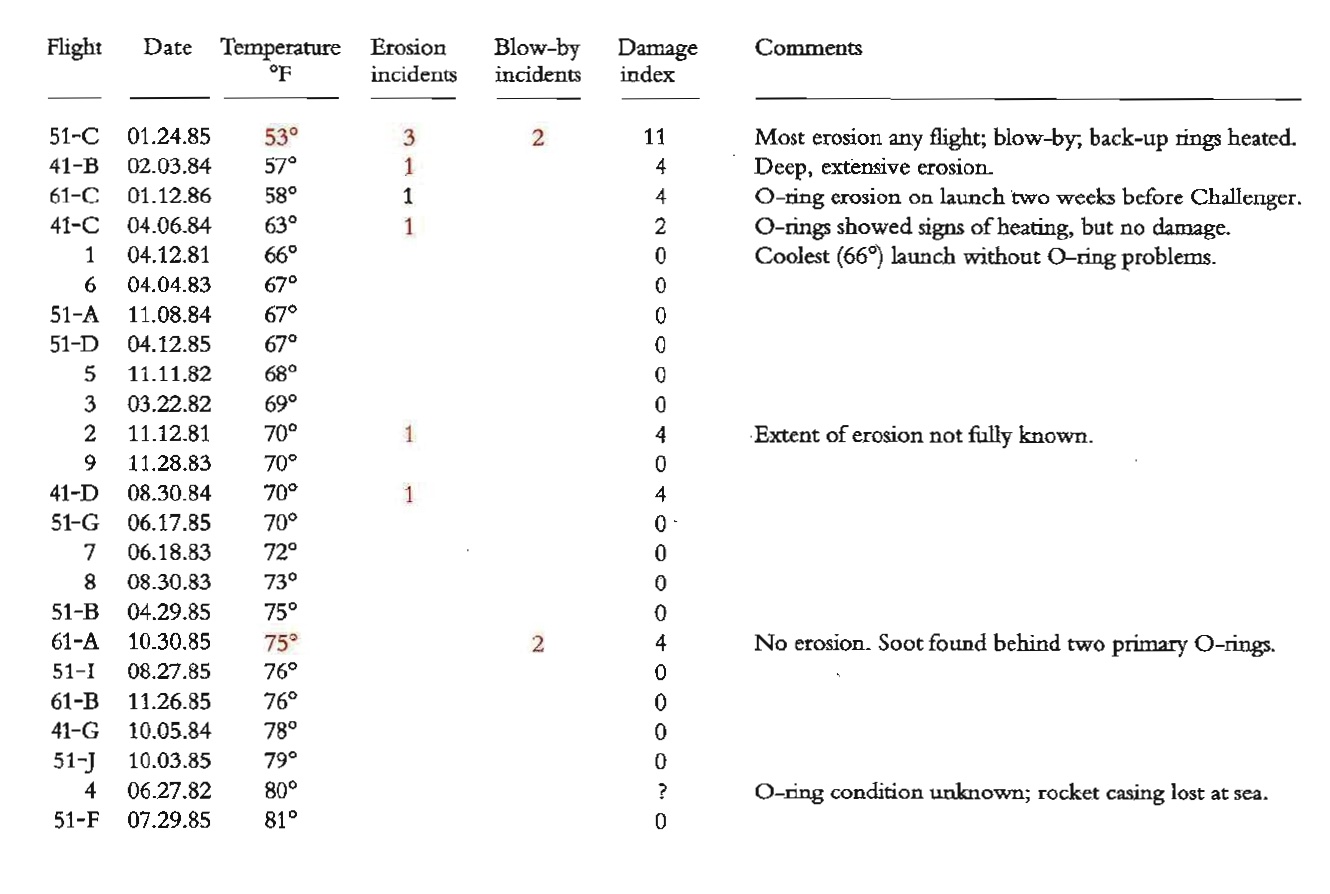 Flight Date Temperature Erosion Blow-by Damage Comments
°F incidents incidents index
51-C 01.24.85 53° 3 2 11 Most erosion any flight; blow-by; back-up rings heated.
41-B 02.03.84 57° 1 4 Deep, extensive erosion.
61-C 01.12.86 58° 1 4 O-ring erosion on launch two weeks before Challenger.
41-C 04.06.84 63° 1 2 O-rings showed signs of heating, but no damage.
1 04.12.81 66° 0 Coolest (66°) launch without O-ring problems.
6 04.04.83 67° 0
51-A 11.08.84 67° 0
51-D 04.12.85 67° 0
5 11.11.82 68° 0
3 03.22.82 69° 0
2 11.12.81 70° 1 4 Extent of erosion not fully known.
9 11.28.83 70° 0
41-D 08.30.84 70° 1 4
51-G 06.17.85 70° 0
7 06.18.83 72° 0
8 08.30.83 73° 0
51-B 04.29.85 75° 0
61-A 10.30.85 75° 2 4 No erosion. Soot found behind two primary O-rings.
51-I 08.27.85 76° 0
61-B 11.26.85 76° 0
41-G 10.05.84 78° 0
51-J 10.03.85 79° 0
4 06.27.82 80° ? O-ring condition unknown; rocket casing lost at sea.
51-F 07.29.85 81° 0